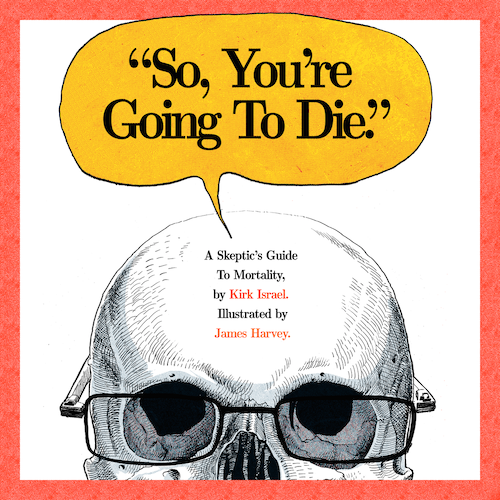 “So, You’re
Going To Die.”
A Skeptic’s Guide
To Mortality,
by Kirk Israel.
Illustrated by
James Harvey.